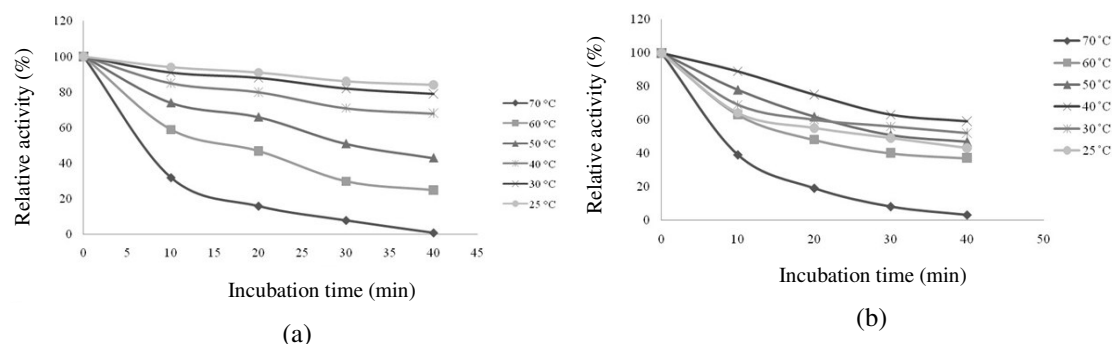 120
100
80
60
40
20
0
Relative activity (%)
0 5 10 15 20 25 30 35 40 45
Incubation time (min)
70 °C
60 °C
50 °C
40 °C
30 °C
25 °C
(a)
120
100
80
60
40
20
0
Relative activity (%)
0 10 20 30 40 50
Incubation time (min)
70 ˚C
60 ˚C
50 ˚C
40 ˚C
30 ˚C
25 ˚C
(b)